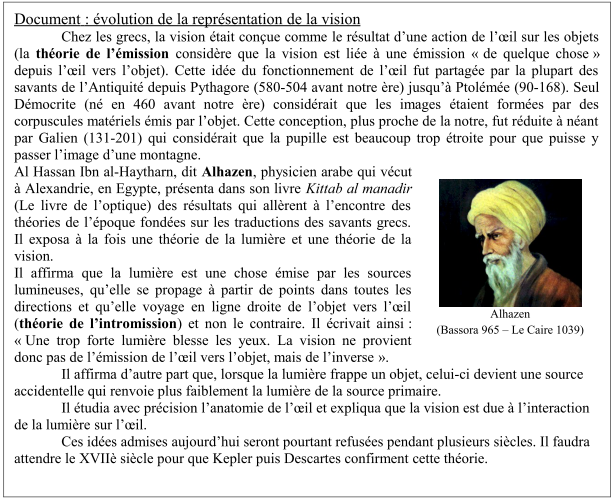 Document : évolution de la représentation de la vision
Chez les grecs, la vision était conçue comme le résultat d’une action de l’œil sur les objets
(la théorie de l’émission considère que la vision est liée à une émission « de quelque chose »
depuis l’œil vers l’objet). Cette idée du fonctionnement de l’œil fut partagée par la plupart des
savants de l’Antiquité depuis Pythagore (580-504 avant notre ère) jusqu’à Ptolémée (90-168). Seul
Démocrite (né en 460 avant notre ère) considérait que les images étaient formées par des
corpuscules matériels émis par l’objet. Cette conception, plus proche de la notre, fut réduite à néant
par Galien (131-201) qui considérait que la pupille est beaucoup trop étroite pour que puisse y
passer l’image d’une montagne.
Al Hassan Ibn al-Haytharn, dit Alhazen, physicien arabe qui vécut
à Alexandrie, en Egypte, présenta dans son livre Kittab al manadir
(Le livre de l’optique) des résultats qui allèrent à l’encontre des
théories de l’époque fondées sur les traductions des savants grecs.
Il exposa à la fois une théorie de la lumière et une théorie de la
vision.
Il affirma que la lumière est une chose émise par les sources
lumineuses, qu’elle se propage à partir de points dans toutes les
directions et qu’elle voyage en ligne droite de l’objet vers l’œil
(théorie de l’intromission) et non le contraire. Il écrivait ainsi :
« Une trop forte lumière blesse les yeux. La vision ne provient
donc pas de l’émission de l’œil vers l’objet, mais de l’inverse ».
Alhazen
(Bassora 965 – Le Caire 1039)
Il affirma d’autre part que, lorsque la lumière frappe un objet, celui-ci devient une source
accidentelle qui renvoie plus faiblement la lumière de la source primaire.
Il étudia avec précision l’anatomie de l’œil et expliqua que la vision est due à l’interaction
de la lumière sur l’œil.
Ces idées admises aujourd’hui seront pourtant refusées pendant plusieurs siècles. Il faudra
attendre le XVIIè siècle pour que Kepler puis Descartes confirment cette théorie.